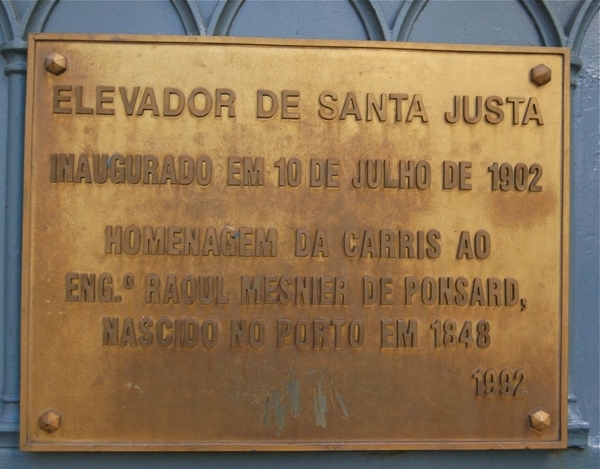 ELEVADOR DE SANTA JUSTA
INAUGURADO EM 10 DE JULHO DE 1902
HOMENAGEM DA CARRIS AO
ENG.º RAOUL MESNIER DE PONSARD,
NASCIDO NO PORTO EM 1848
1992